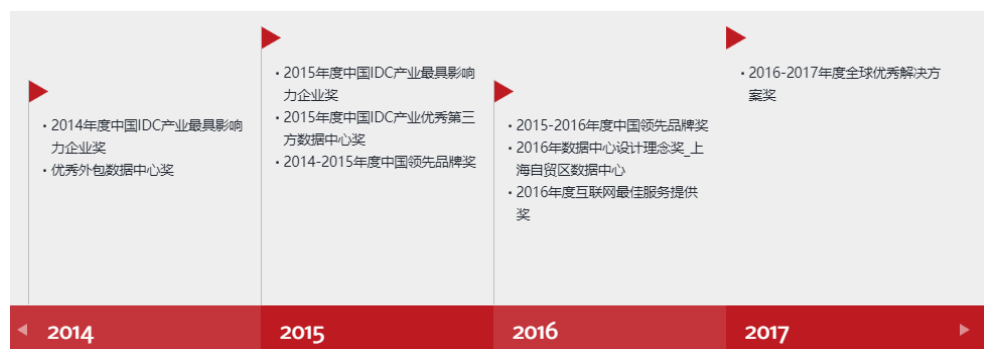 • 2014年度中国IDC产业最具影响
力企业奖
• 优秀外包数据中心奖
• 2015年度中国IDC产业最具影响
力企业奖
• 2015年度中国IDC产业优秀第三
方数据中心奖
• 2014-2015年度中国领先品牌奖
• 2015-2016年度中国领先品牌奖
• 2016年数据中心设计理念奖_上
海自贸区数据中心
• 2016年度互联网最佳服务提供
奖
• 2016-2017年度全球优秀解决方
案奖
2014
2015
2016
2017